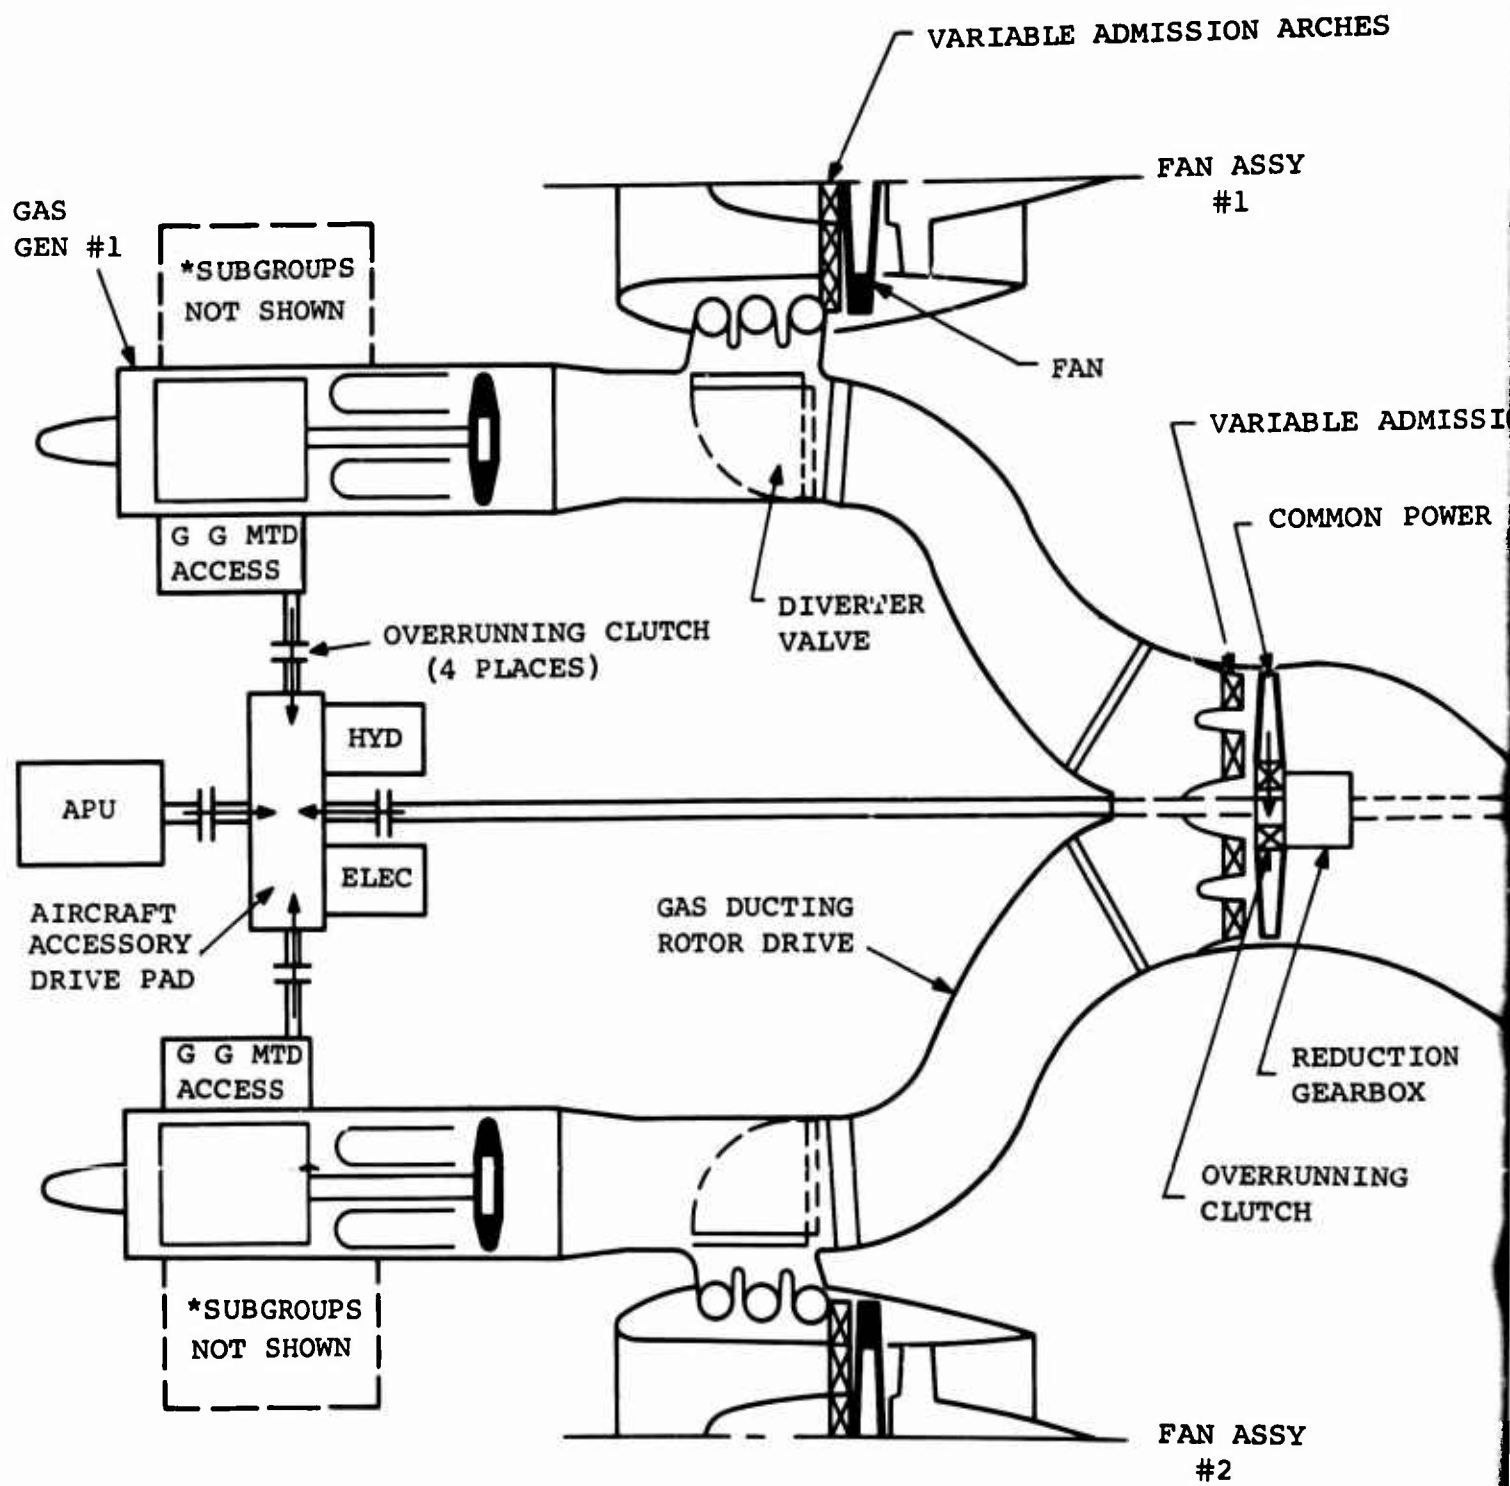 VARIABLE ADMISSION ARCHES
FAN ASSY
#1
GAS
GEN #1
*SUBGROUPS
NOT SHOWN
FAN
VARIABLE ADMISSI
COMMON POWER
G G MTD
ACCESS
DIVERTER
VALVE
OVERRUNNING CLUTCH
(4 PLACES)
HYD
APU
ELEC
AIRCRAFT
ACCESSORY
DRIVE PAD
GAS DUCTING
ROTOR DRIVE
G G MTD
ACCESS
REDUCTION
GEARBOX
OVERRUNNING
CLUTCH
*SUBGROUPS
NOT SHOWN
FAN ASSY
#2